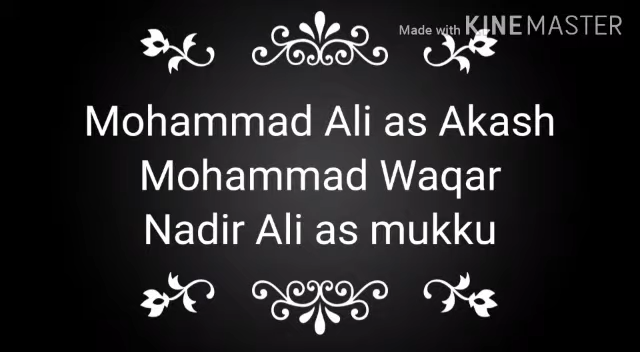 Made with KINEMASTER
Mohammad Ali as Akash
Mohammad Waqar
Nadir Ali as mukku